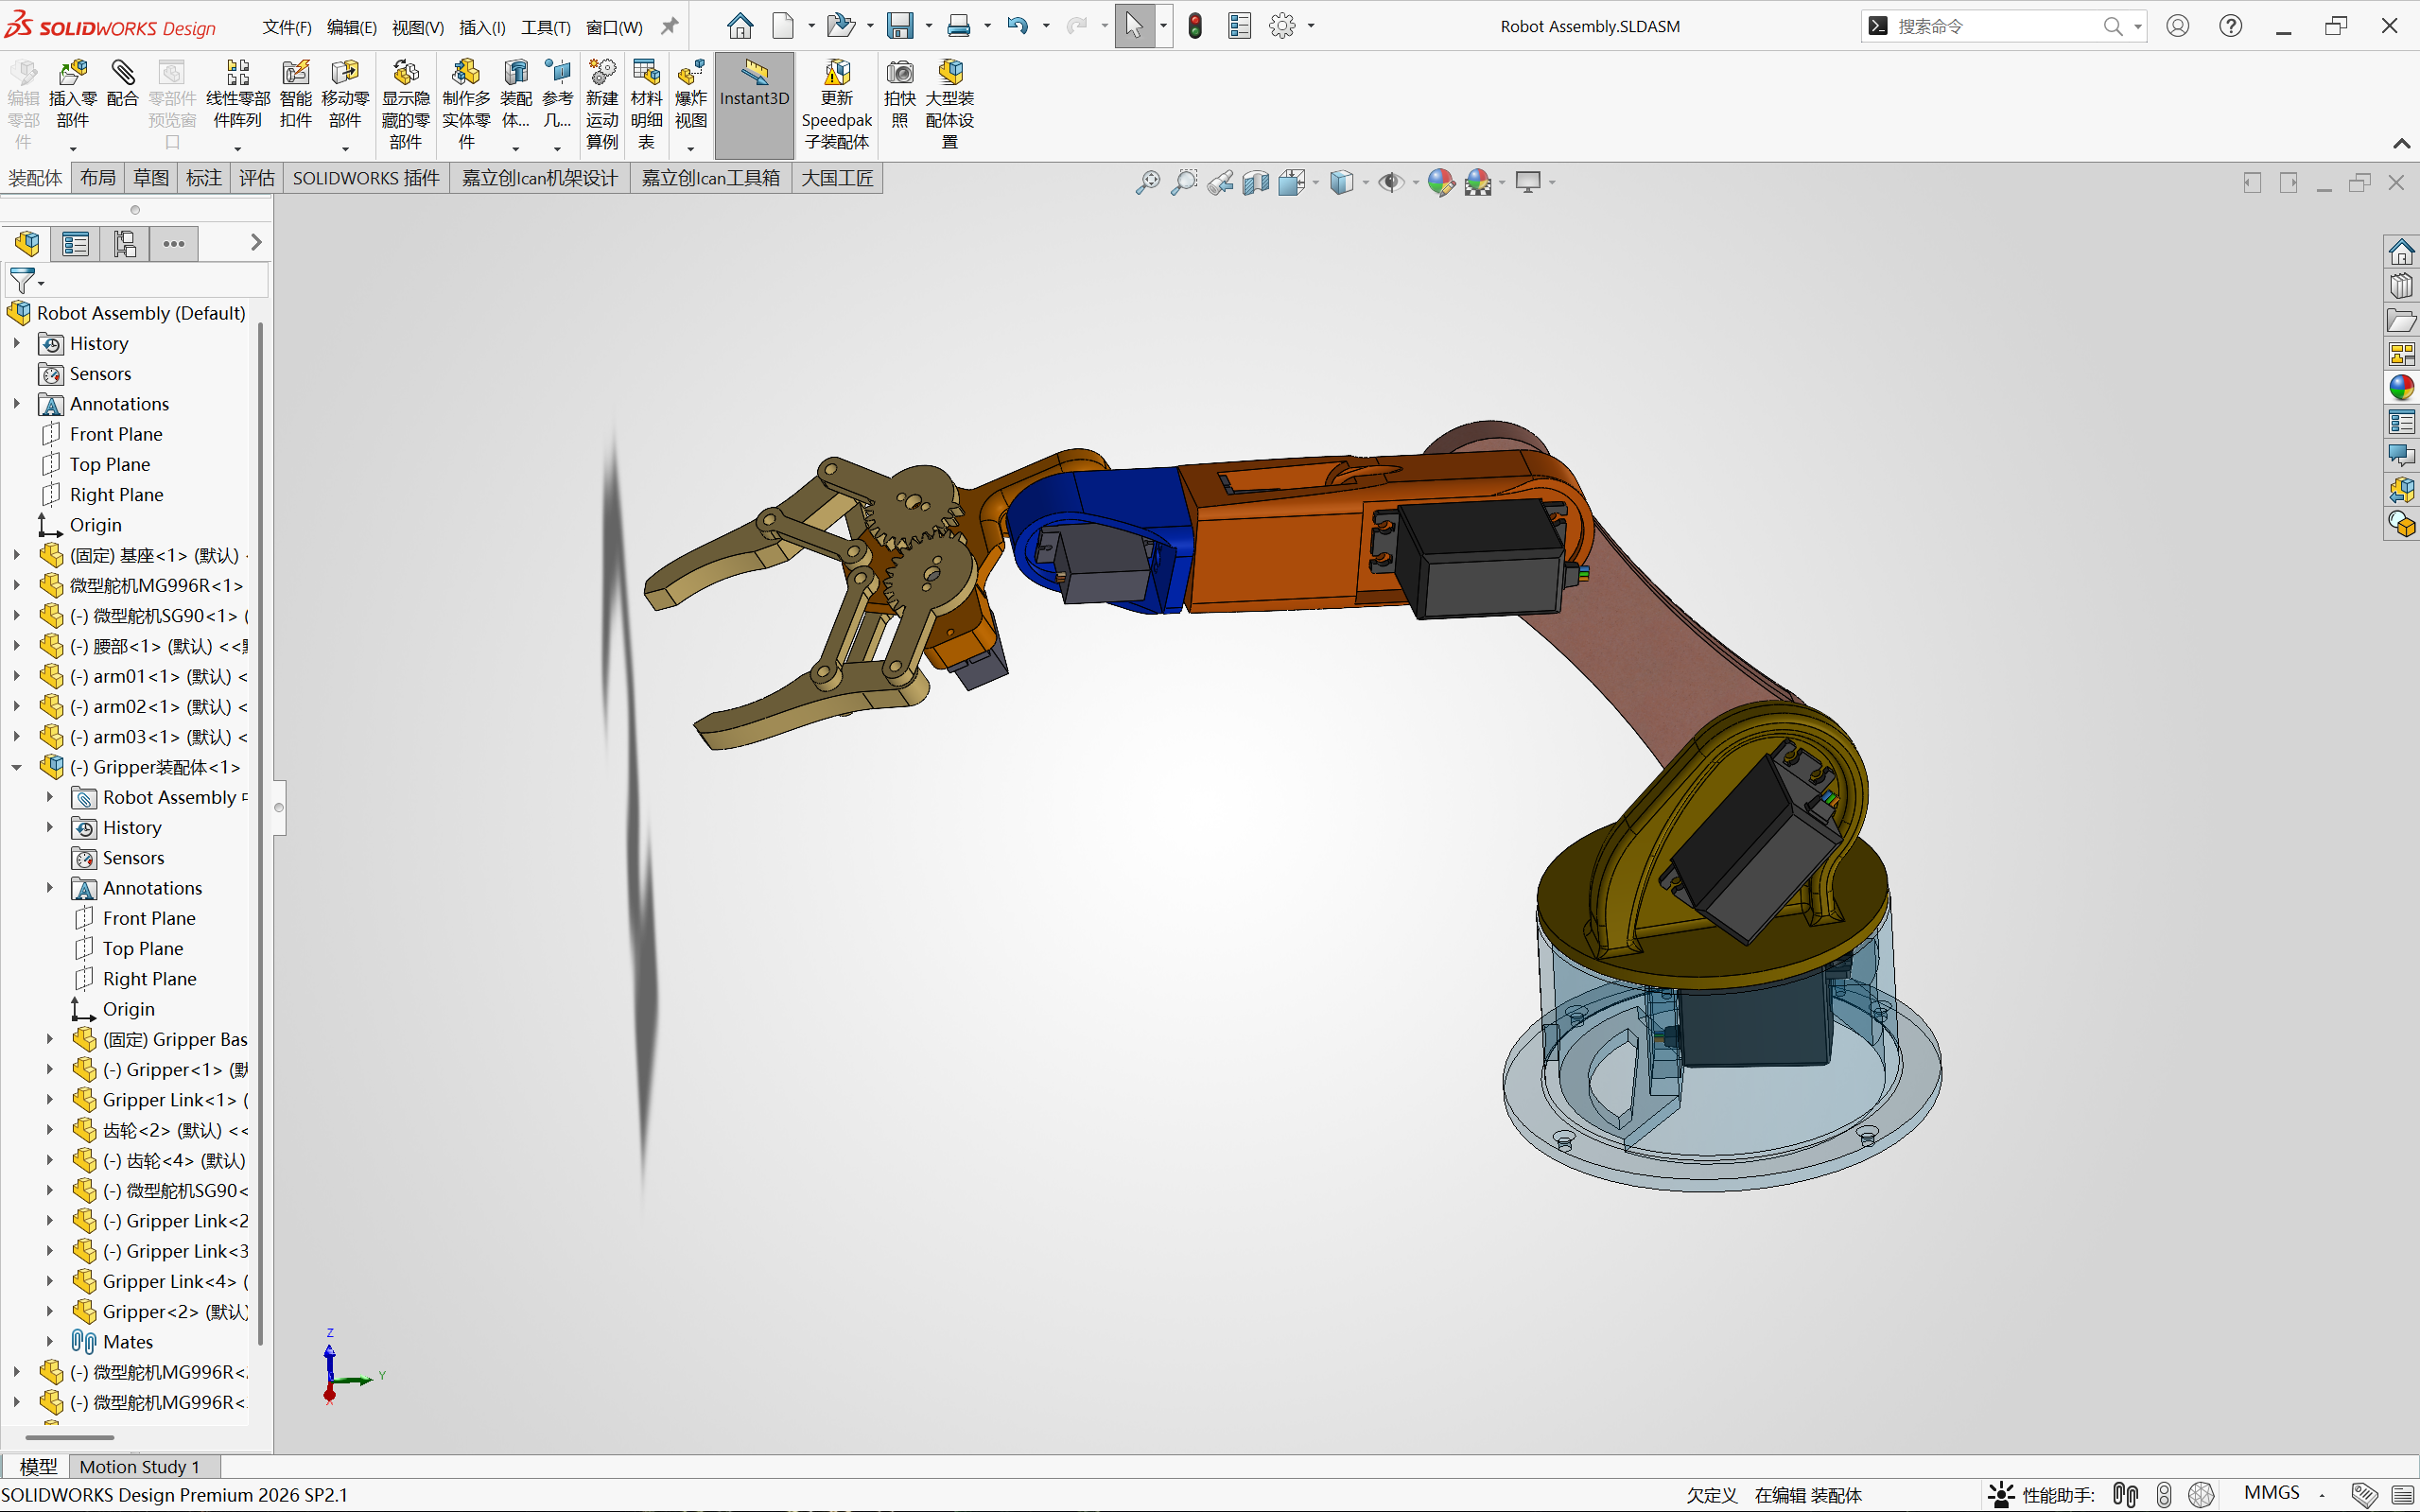 SOLIDWORKS Design
文件(F) 编辑(E) 视图(V) 插入(I) 工具(T) 窗口(W)
Robot Assembly.SLDASM
搜索命令
编辑零部件
插入零部件
配合
零部件预览窗口
线性零部件阵列
智能扣件
移动零部件
显示隐藏的零部件
制作多实体零件
装配体...
参考几...
新建运动算例
材料明细表
爆炸视图
Instant3D
更新 Speedpak 子装配体
拍快照
大型装配体设置
装配体 布局 草图 标注 评估 SOLIDWORKS 插件 嘉立创Ican机架设计 嘉立创Ican工具箱 大国工匠
Robot Assembly (Default)
History
Sensors
Annotations
Front Plane
Top Plane
Right Plane
Origin
(固定) 基座<1> (默认)
微型舵机MG996R<1>
(-) 微型舵机SG90<1> (
(-) 腰部<1> (默认) <<
(-) arm01<1> (默认) <
(-) arm02<1> (默认) <
(-) arm03<1> (默认) <
(-) Gripper装配体<1>
Robot Assembly
History
Sensors
Annotations
Front Plane
Top Plane
Right Plane
Origin
(固定) Gripper Bas
(-) Gripper<1> (默
Gripper Link<1> (
齿轮<2> (默认) <<
(-) 齿轮<4> (默认)
(-) 微型舵机SG90<
(-) Gripper Link<2
(-) Gripper Link<3
Gripper Link<4> (
Gripper<2> (默认)
Mates
(-) 微型舵机MG996R<
(-) 微型舵机MG996R<
Z
Y
X
模型 Motion Study 1
SOLIDWORKS Design Premium 2026 SP2.1
欠定义 在编辑 装配体
性能助手:
MMGS